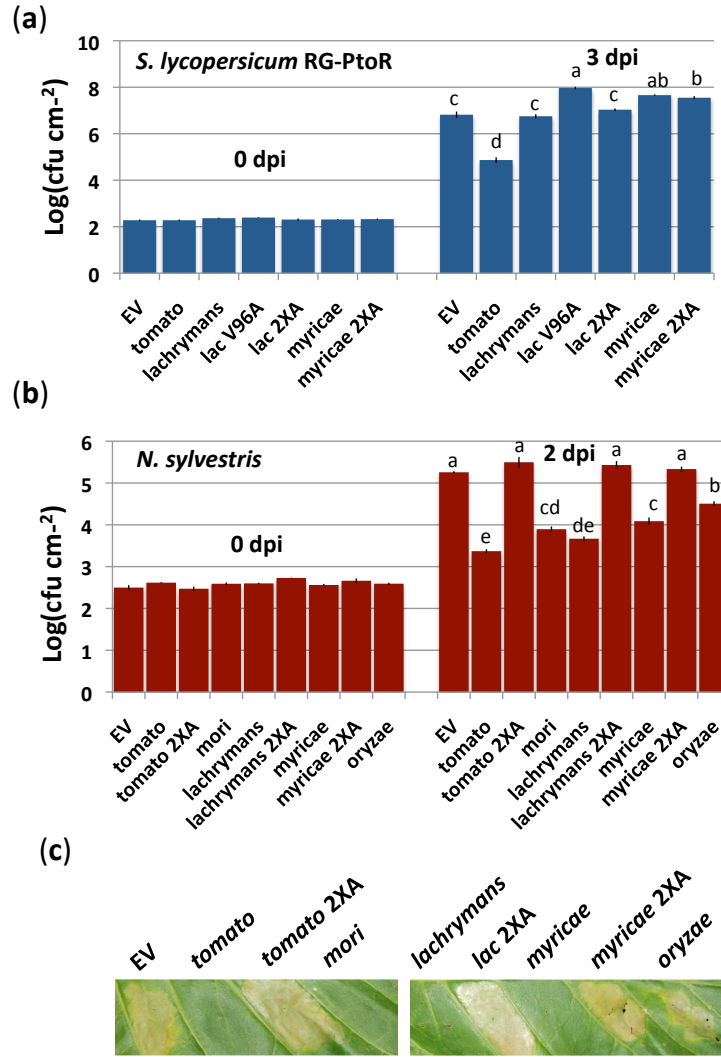 (a)
10
8
6
4
2
0
Log(cfu cm-2)
S. lycopersicum RG-PtoR
0 dpi
3 dpi
c
d
c
a
c
ab
b
EV
tomato
lachrymans
lac V96A
lac 2XA
myricae
myricae 2XA
EV
tomato
lachrymans
lac V96A
lac 2XA
myricae
myricae 2XA
(b)
6
5
4
3
2
1
0
Log(cfu cm-2)
N. sylvestris
0 dpi
2 dpi
a
e
a
cd
de
a
c
a
b
EV
tomato
tomato 2XA
mori
lachrymans
lachrymans 2XA
myricae
myricae 2XA
oryzae
EV
tomato
tomato 2XA
mori
lachrymans
lachrymans 2XA
myricae
myricae 2XA
oryzae
(c)
EV
tomato
tomato 2XA
mori
lachrymans
lac 2XA
myricae
myricae 2XA
oryzae